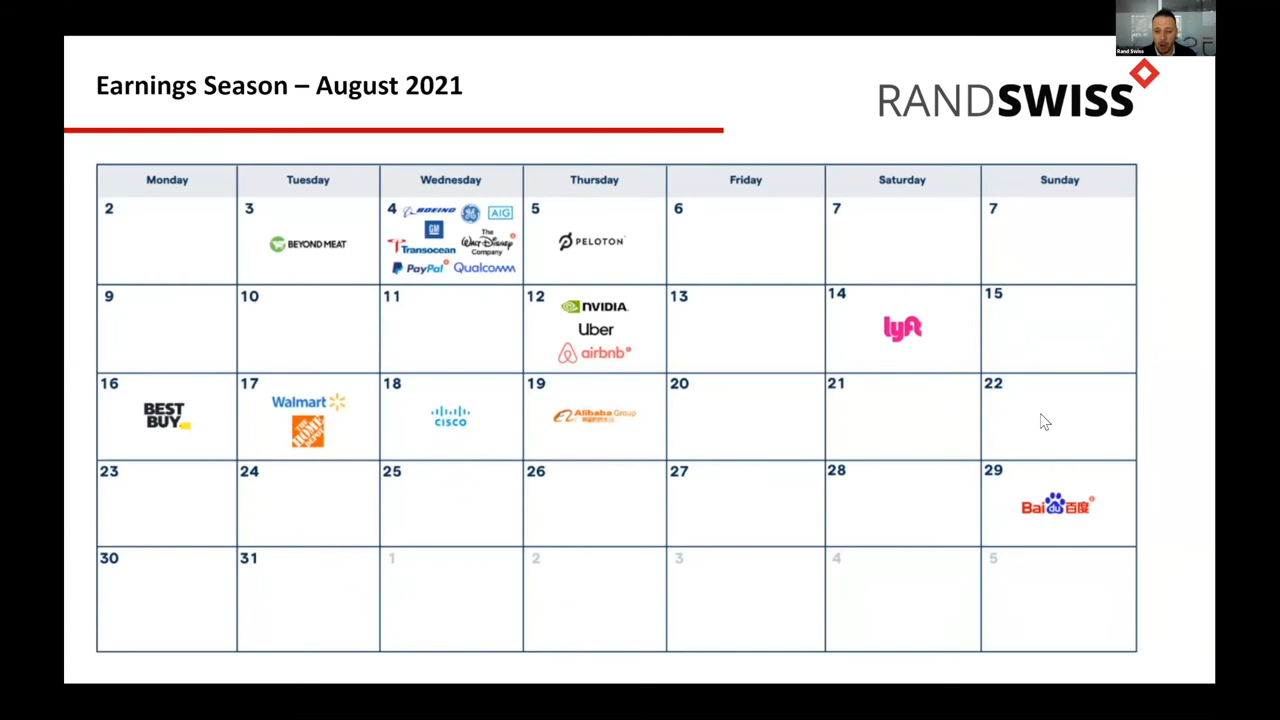 Rand Swiss
Earnings Season – August 2021
RANDSWISS
Monday Tuesday Wednesday Thursday Friday Saturday Sunday
2 3 4 5 6 7 7
BOEING GE AIG
GM
BEYOND MEAT
Transocean
The Walt Disney Company
PayPal Qualcomm
PELOTON
9 10 11 12 13 14 15
NVIDIA
Uber
airbnb
lyft
16 17 18 19 20 21 22
BEST BUY
Walmart
THE HOME DEPOT
CISCO
Alibaba Group
23 24 25 26 27 28 29
Baidu百度
30 31 1 2 3 4 5